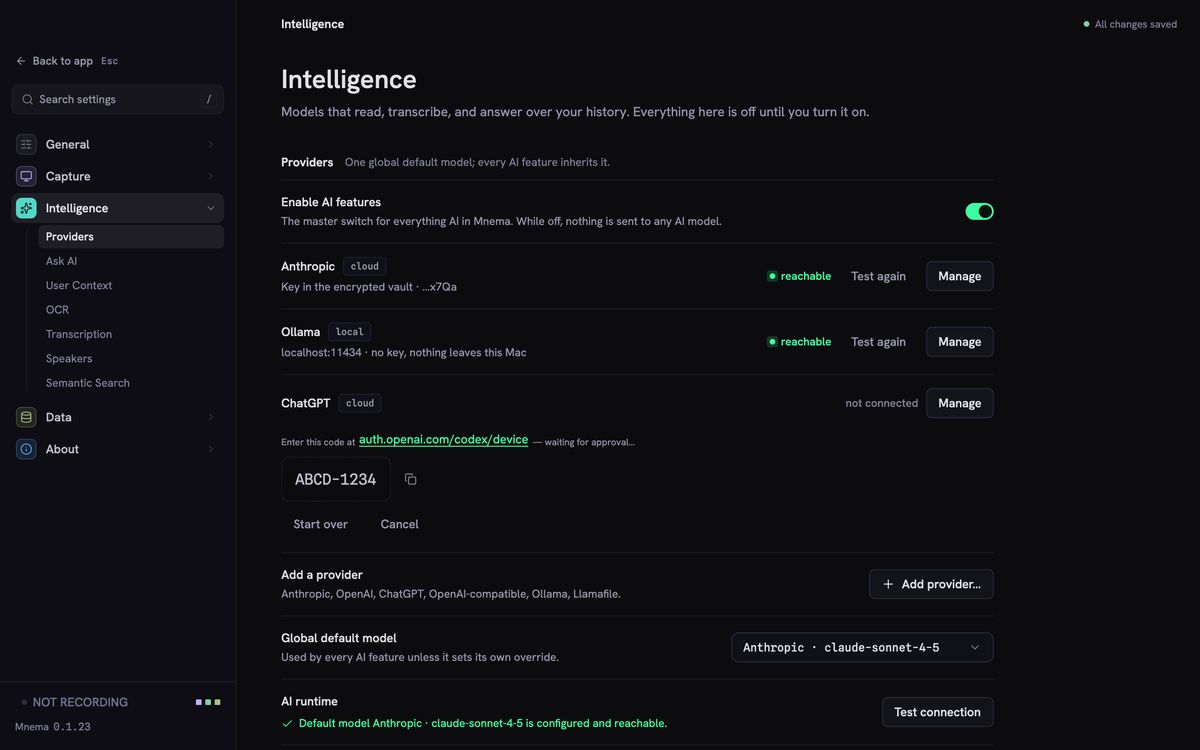 Intelligence
All changes saved
Back to app Esc
Search settings /
General
Capture
Intelligence
Providers
Ask AI
User Context
OCR
Transcription
Speakers
Semantic Search
Data
About
NOT RECORDING
Mnema 0.1.23
Intelligence
Models that read, transcribe, and answer over your history. Everything here is off until you turn it on.
Providers One global default model; every AI feature inherits it.
Enable AI features
The master switch for everything AI in Mnema. While off, nothing is sent to any AI model.
Anthropic cloud
Key in the encrypted vault · …x7Qa
reachable Test again Manage
Ollama local
localhost:11434 · no key, nothing leaves this Mac
reachable Test again Manage
ChatGPT cloud
not connected Manage
Enter this code at auth.openai.com/codex/device — waiting for approval…
ABCD-1234
Start over Cancel
Add a provider
Anthropic, OpenAI, ChatGPT, OpenAI-compatible, Ollama, Llamafile.
+ Add provider…
Global default model
Used by every AI feature unless it sets its own override.
Anthropic · claude-sonnet-4-5
AI runtime
✓ Default model Anthropic · claude-sonnet-4-5 is configured and reachable.
Test connection